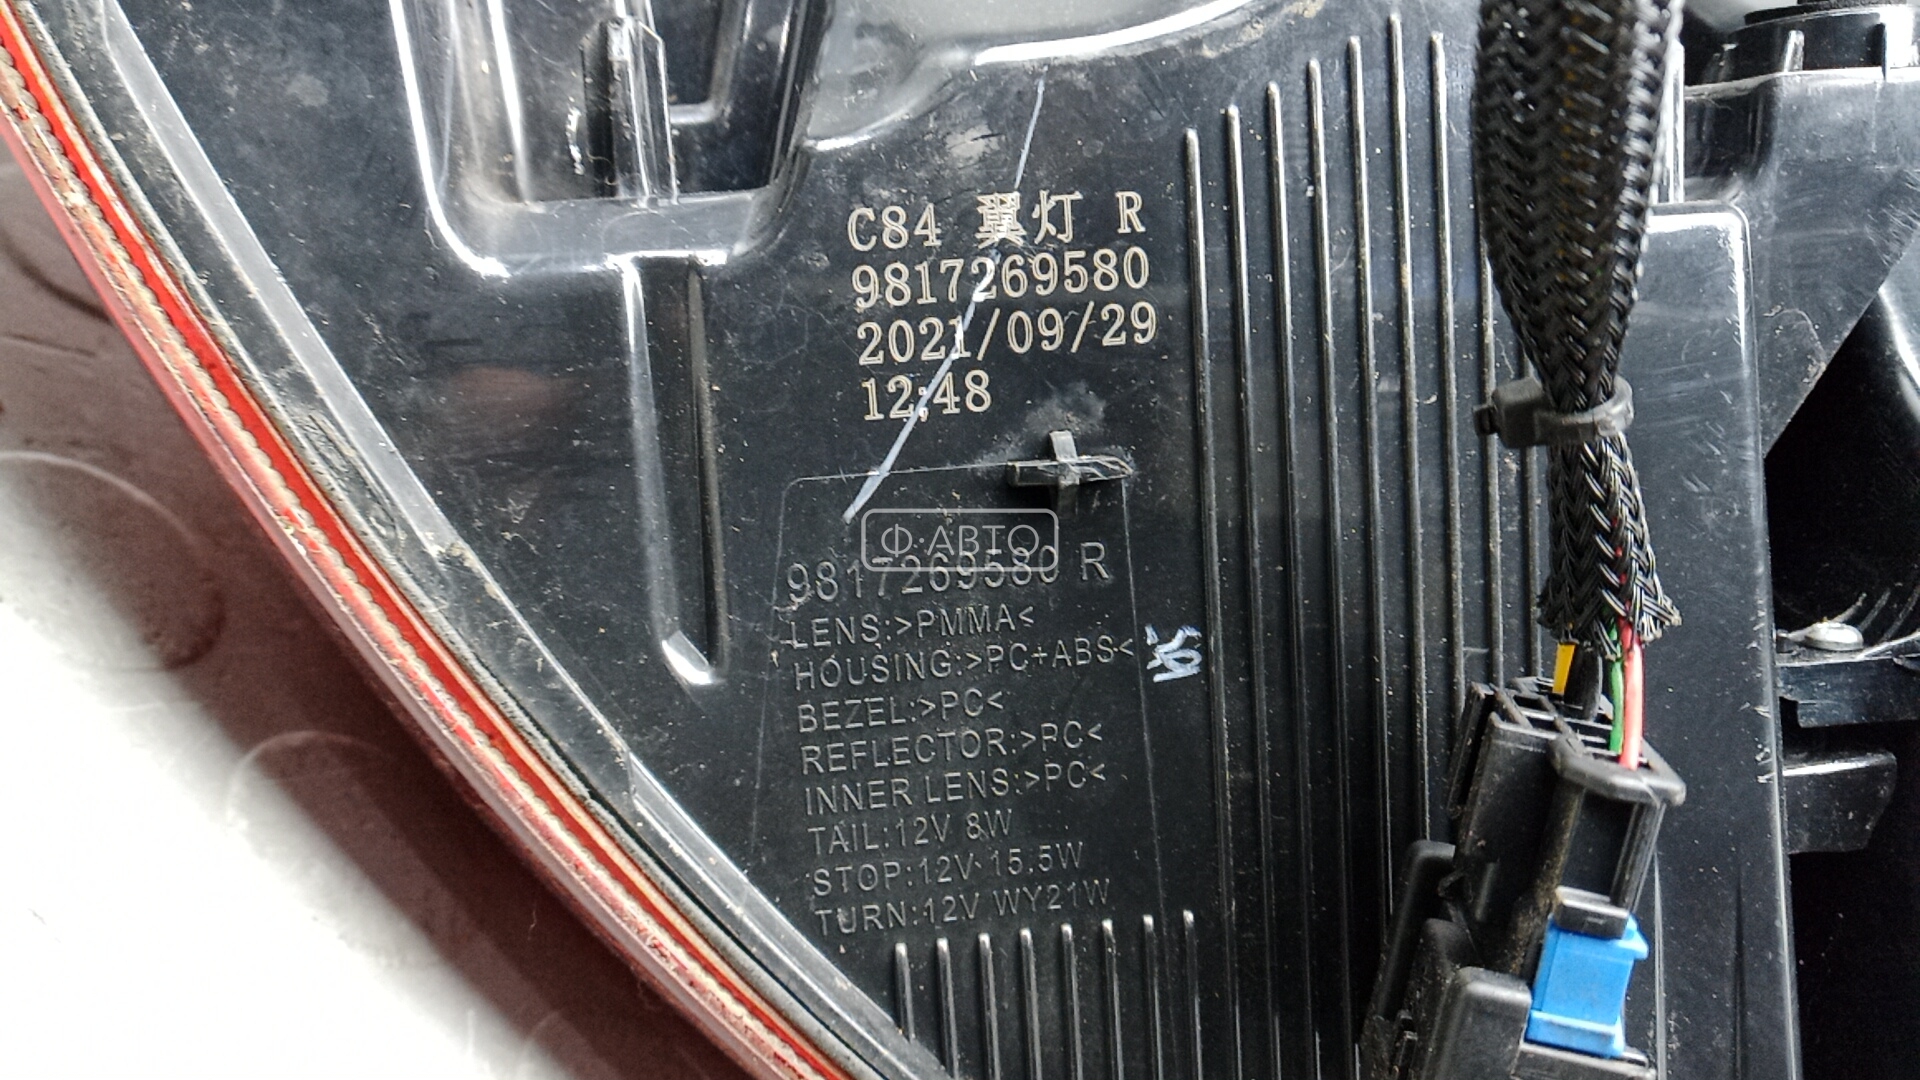 C84 翼灯 R
9817269580
2021/09/29
12;48
Ф·АВТО
9817269580 R
LENS:>PMMA<
HOUSING:>PC+ABS<
BEZEL:>PC<
REFLECTOR:>PC<
INNER LENS:>PC<
TAIL:12V 8W
STOP:12V 15.5W
TURN:12V WY21W